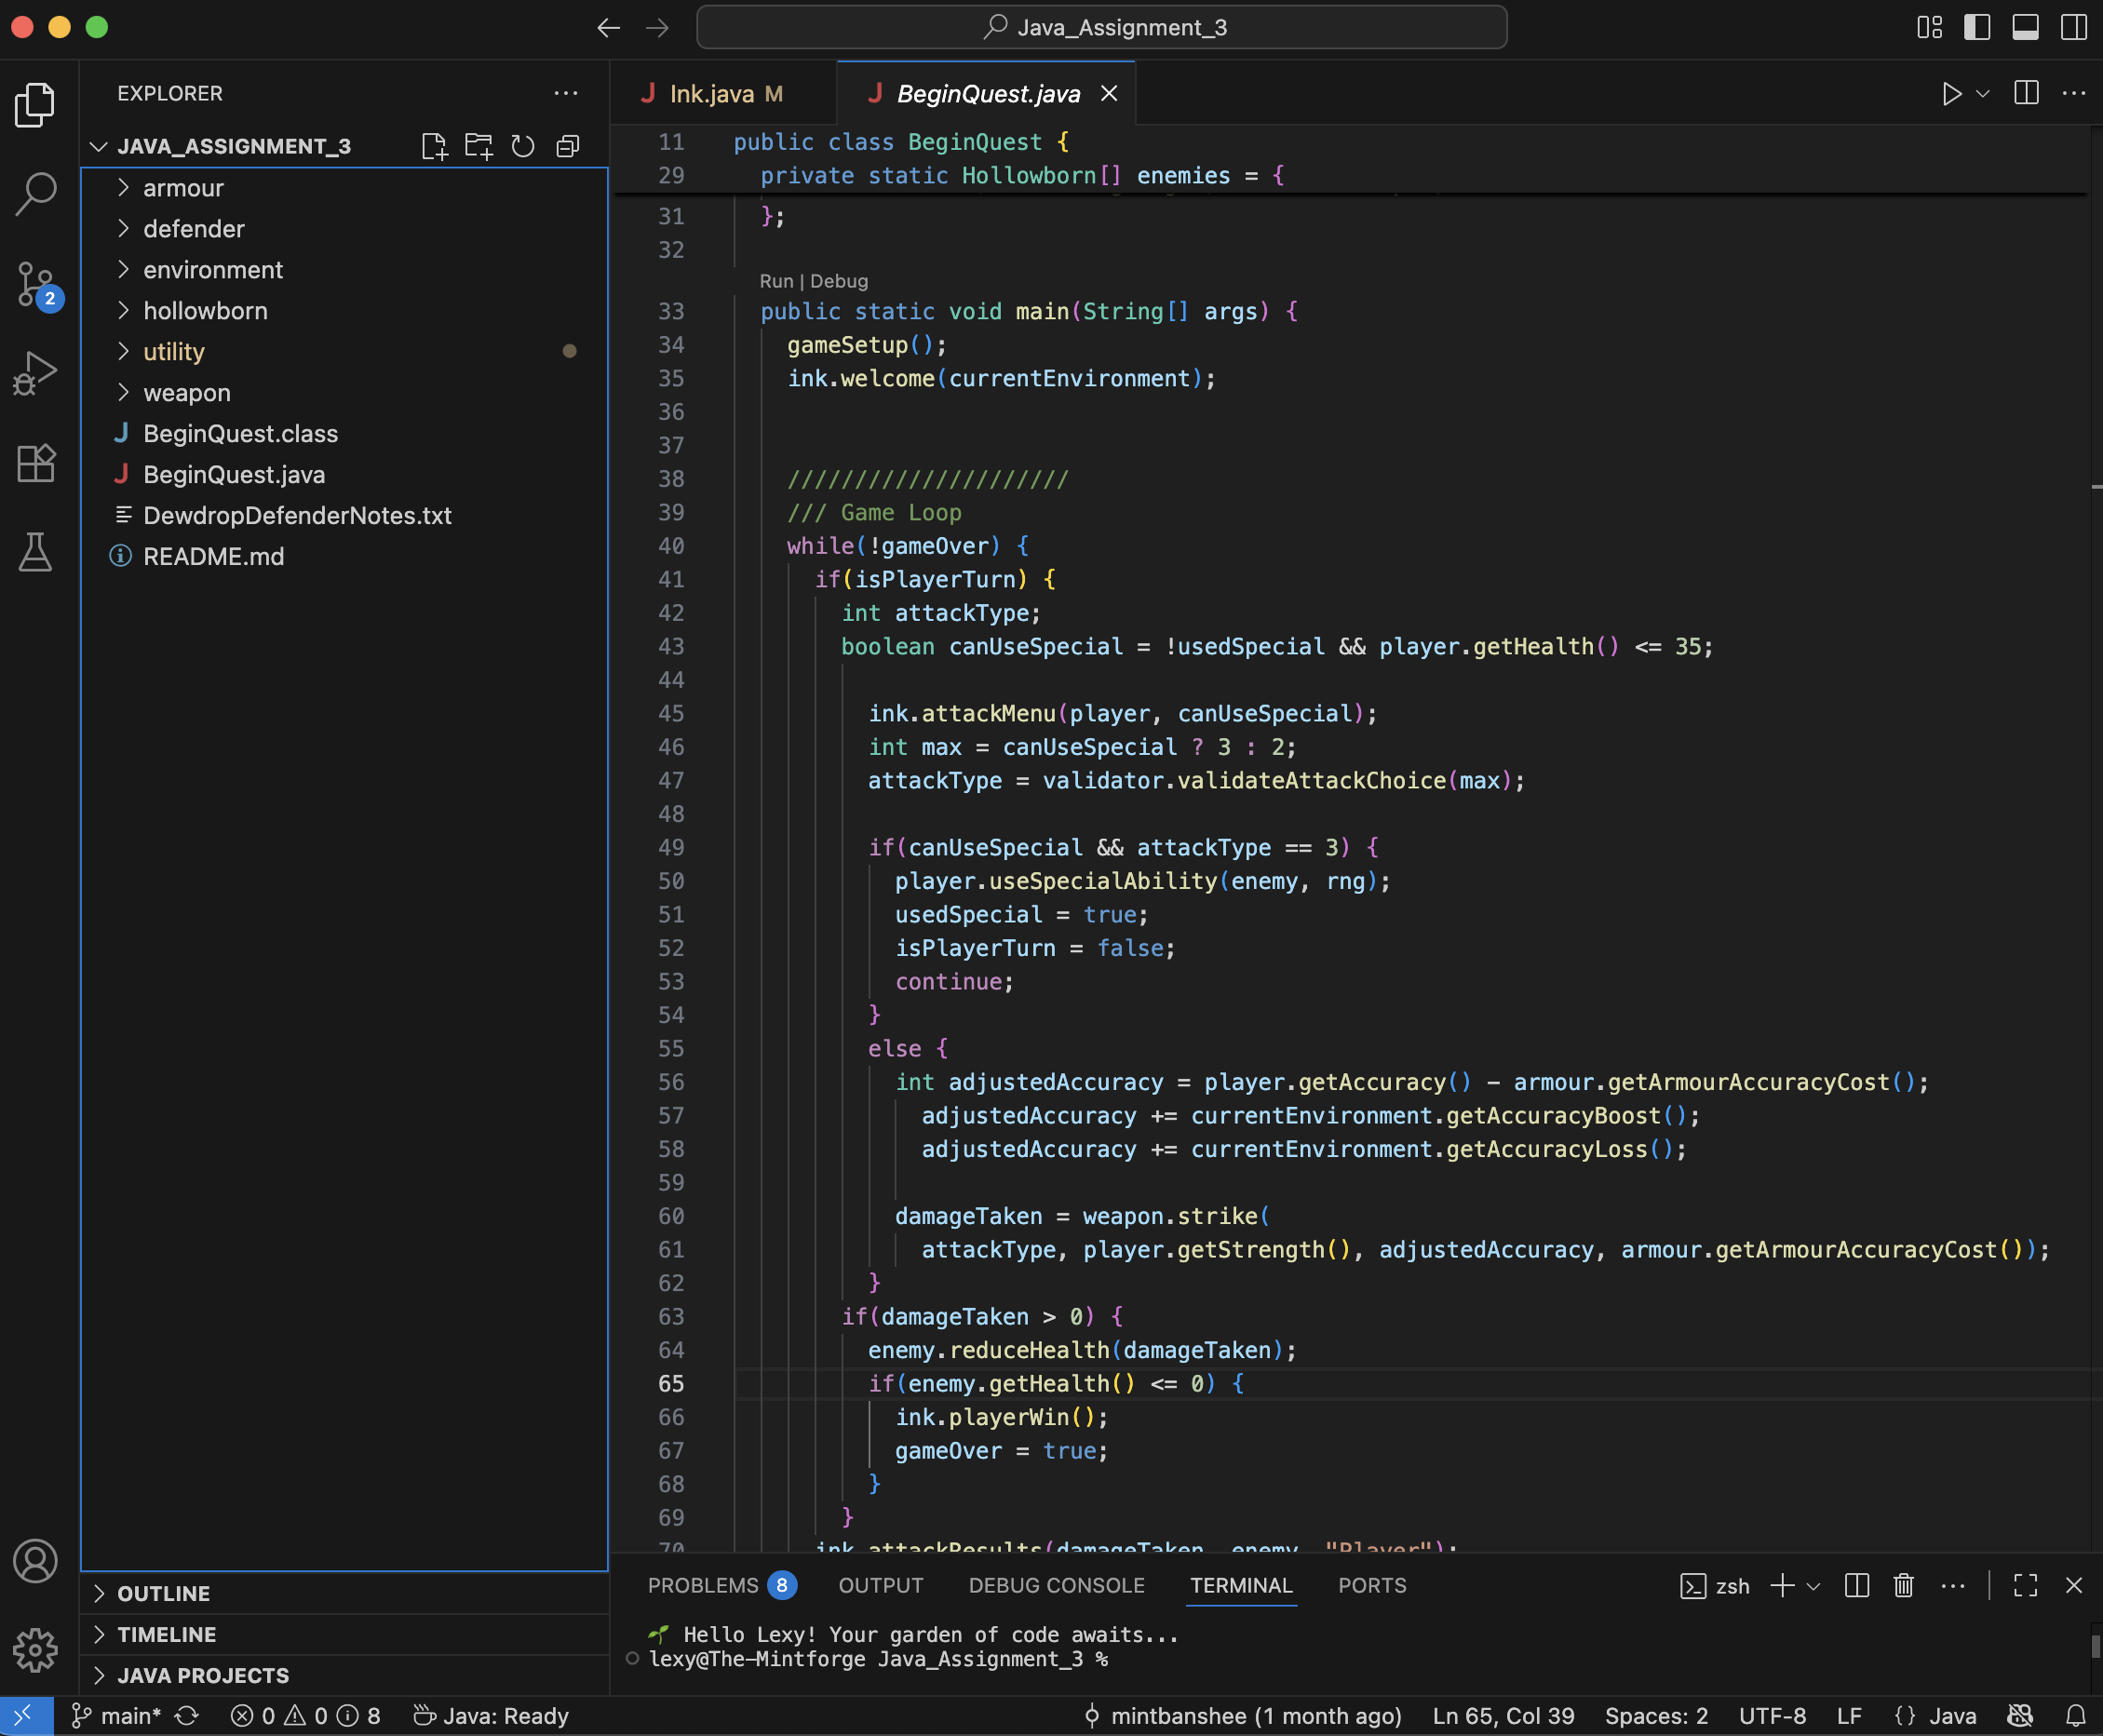 Java_Assignment_3
EXPLORER
JAVA_ASSIGNMENT_3
armour
defender
environment
hollowborn
utility
weapon
J BeginQuest.class
J BeginQuest.java
DewdropDefenderNotes.txt
README.md
2
OUTLINE
TIMELINE
JAVA PROJECTS
J Ink.java M
J BeginQuest.java
11 public class BeginQuest {
29 private static Hollowborn[] enemies = {
31 };
32
Run | Debug
33 public static void main(String[] args) {
34 gameSetup();
35 ink.welcome(currentEnvironment);
36
37
38 /////////////////////
39 /// Game Loop
40 while(!gameOver) {
41 if(isPlayerTurn) {
42 int attackType;
43 boolean canUseSpecial = !usedSpecial && player.getHealth() <= 35;
44
45 ink.attackMenu(player, canUseSpecial);
46 int max = canUseSpecial ? 3 : 2;
47 attackType = validator.validateAttackChoice(max);
48
49 if(canUseSpecial && attackType == 3) {
50 player.useSpecialAbility(enemy, rng);
51 usedSpecial = true;
52 isPlayerTurn = false;
53 continue;
54 }
55 else {
56 int adjustedAccuracy = player.getAccuracy() - armour.getArmourAccuracyCost();
57 adjustedAccuracy += currentEnvironment.getAccuracyBoost();
58 adjustedAccuracy += currentEnvironment.getAccuracyLoss();
59
60 damageTaken = weapon.strike(
61 attackType, player.getStrength(), adjustedAccuracy, armour.getArmourAccuracyCost());
62 }
63 if(damageTaken > 0) {
64 enemy.reduceHealth(damageTaken);
65 if(enemy.getHealth() <= 0) {
66 ink.playerWin();
67 gameOver = true;
68 }
69 }
70 ink.attackResults(damageTaken, enemy, "Player");
PROBLEMS 8 OUTPUT DEBUG CONSOLE TERMINAL PORTS zsh
Hello Lexy! Your garden of code awaits...
lexy@The-Mintforge Java_Assignment_3 %
main* 0 0 8 Java: Ready mintbanshee (1 month ago) Ln 65, Col 39 Spaces: 2 UTF-8 LF {} Java